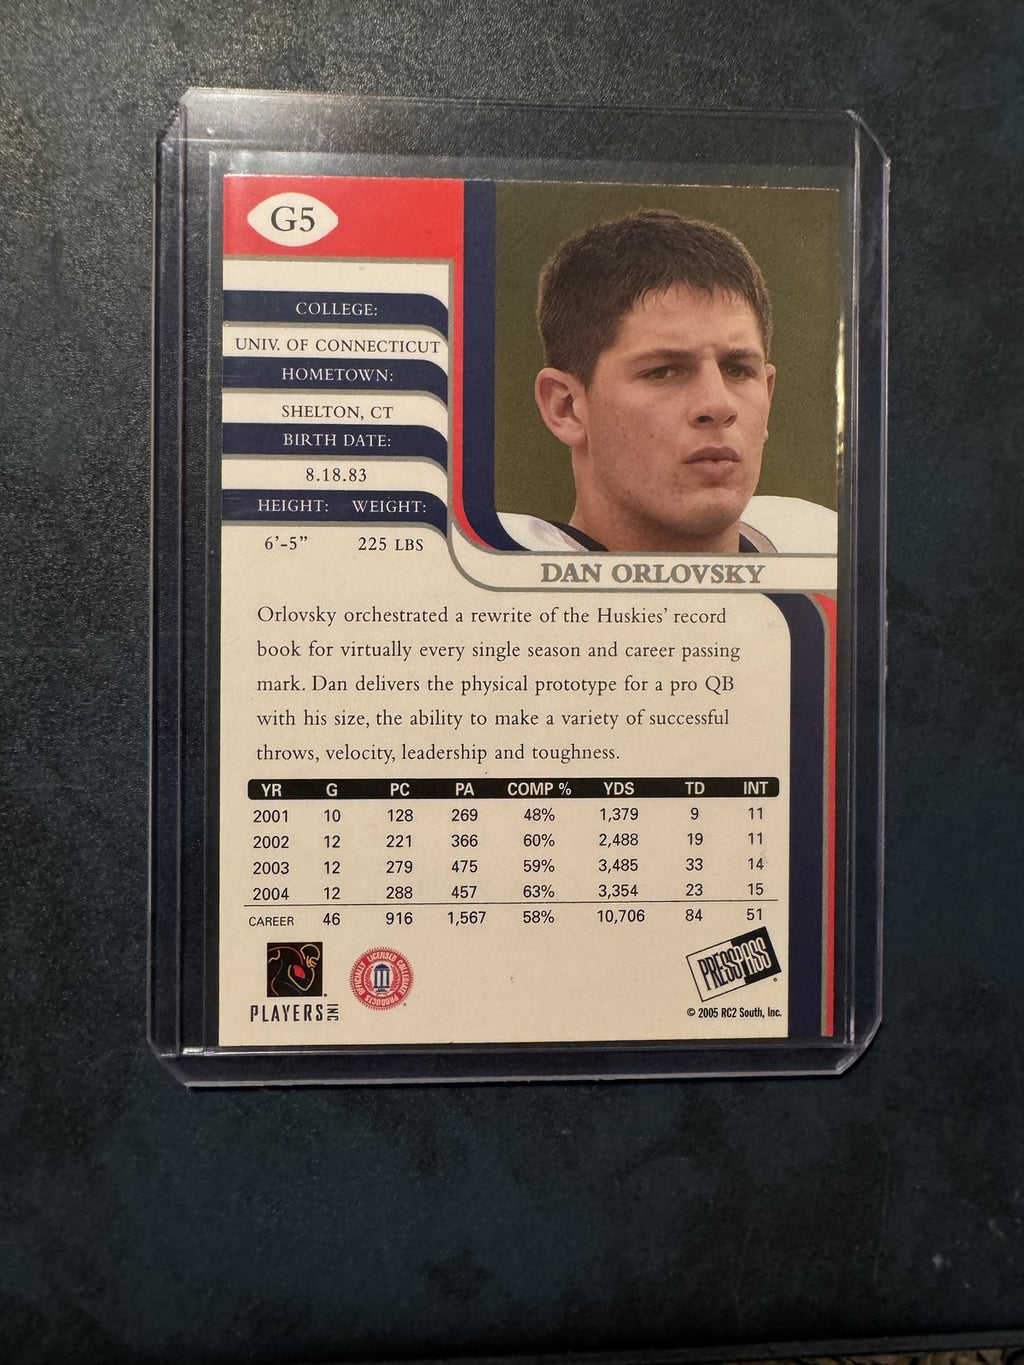 G5
COLLEGE:
UNIV. OF CONNECTICUT
HOMETOWN:
SHELTON, CT
BIRTH DATE:
8.18.83
HEIGHT: WEIGHT:
6'-5" 225 LBS
DAN ORLOVSKY
Orlovsky orchestrated a rewrite of the Huskies' record
book for virtually every single season and career passing
mark. Dan delivers the physical prototype for a pro QB
with his size, the ability to make a variety of successful
throws, velocity, leadership and toughness.
YR G PC PA COMP % YDS TD INT
2001 10 128 269 48% 1,379 9 11
2002 12 221 366 60% 2,488 19 11
2003 12 279 475 59% 3,485 33 14
2004 12 288 457 63% 3,354 23 15
CAREER 46 916 1,567 58% 10,706 84 51
PLAYERS INC
OFFICIALLY LICENSED COLLEGIATE PRODUCTS
PRESS PASS
© 2005 RC2 South, Inc.